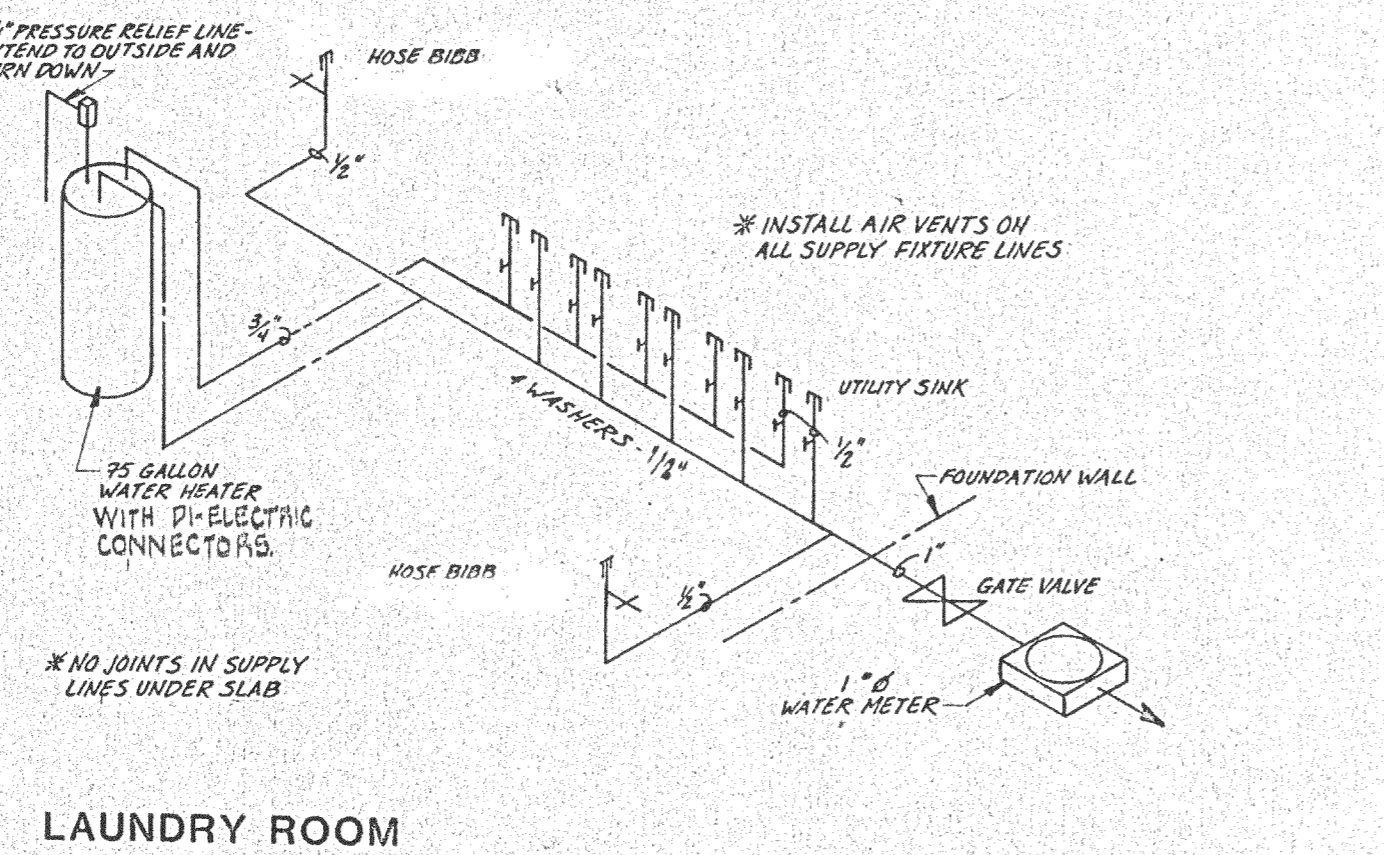 " PRESSURE RELIEF LINE-
TEND TO OUTSIDE AND
RN DOWN
HOSE BIBB
1/2"
* INSTALL AIR VENTS ON
ALL SUPPLY FIXTURE LINES
3/4"
4 WASHERS - 1/2"
UTILITY SINK
1/2"
FOUNDATION WALL
75 GALLON
WATER HEATER
WITH DI-ELECTRIC
CONNECTORS.
HOSE BIBB
1/2"
1"
GATE VALVE
* NO JOINTS IN SUPPLY
LINES UNDER SLAB
1" Ø
WATER METER
LAUNDRY ROOM